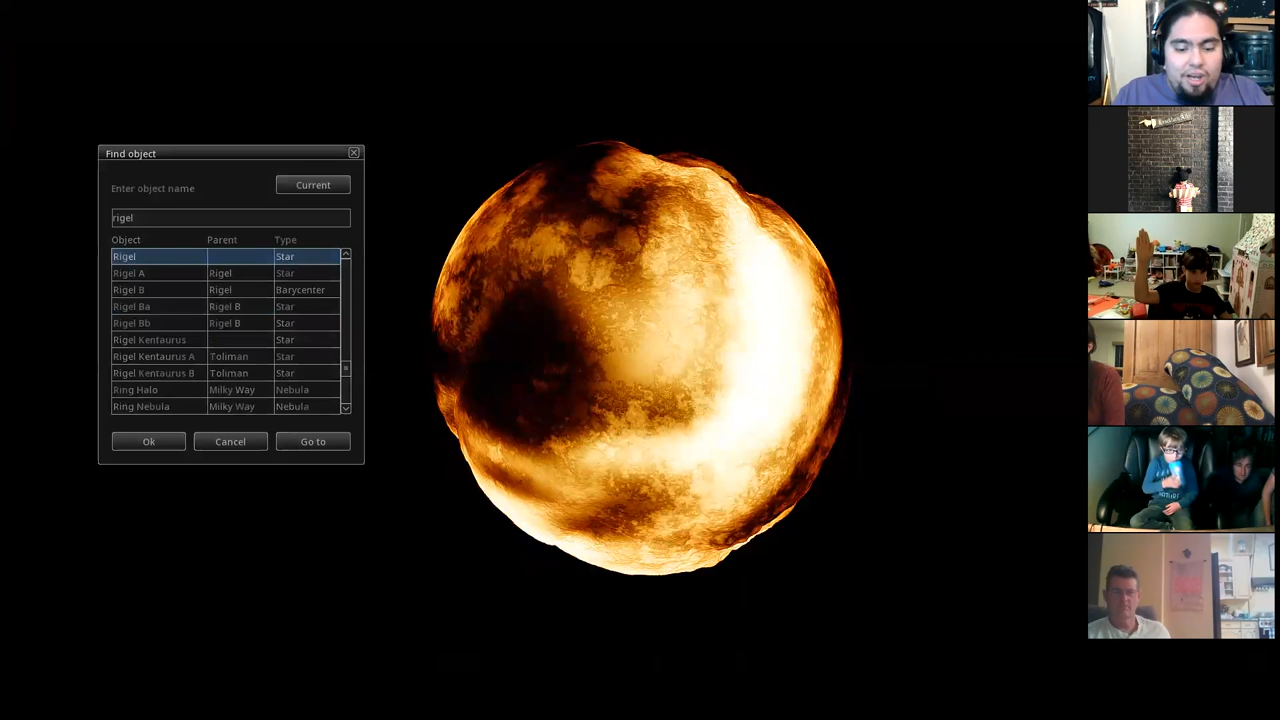 Find object
Enter object name
Current
rigel
Object Parent Type
Rigel Star
Rigel A Rigel Star
Rigel B Rigel Barycenter
Rigel Ba Rigel B Star
Rigel Bb Rigel B Star
Rigel Kentaurus Star
Rigel Kentaurus A Toliman Star
Rigel Kentaurus B Toliman Star
Ring Halo Milky Way Nebula
Ring Nebula Milky Way Nebula
Ok Cancel Go to